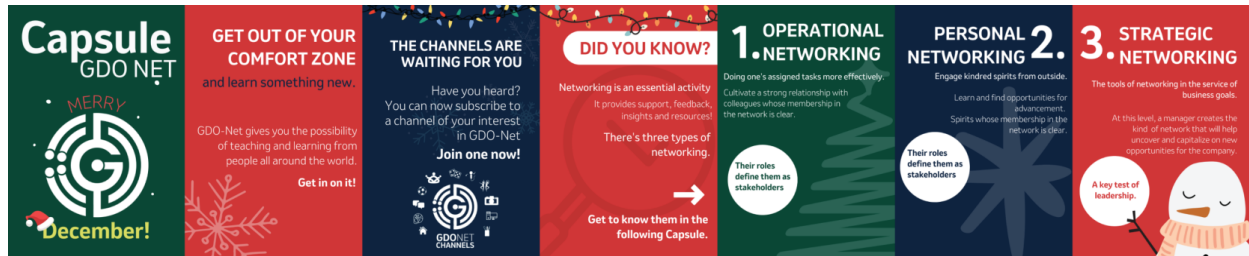 Capsule
GDO NET
MERRY
December!
GET OUT OF YOUR
COMFORT ZONE
and learn something new.
GDO-Net gives you the possibility
of teaching and learning from
people all around the world.
Get in on it!
THE CHANNELS ARE
WAITING FOR YOU
Have you heard?
You can now subscribe to
a channel of your interest
in GDO-Net
Join one now!
GDONET
CHANNELS
DID YOU KNOW?
Networking is an essential activity
It provides support, feedback,
insights and resources!
There's three types of
networking.
Get to know them in the
following Capsule.
1. OPERATIONAL
NETWORKING
Doing one's assigned tasks more effectively.
Cultivate a strong relationship with
colleagues whose membership in
the network is clear.
Their roles
define them as
stakeholders
PERSONAL
NETWORKING 2.
Engage kindred spirits from outside.
Learn and find opportunities for
advancement.
Spirits whose membership in the
network is clear.
Their roles
define them as
stakeholders
3. STRATEGIC
NETWORKING
The tools of networking in the service of
business goals.
At this level, a manager creates the
kind of network that will help
uncover and capitalize on new
opportunities for the company.
A key test of
leadership.